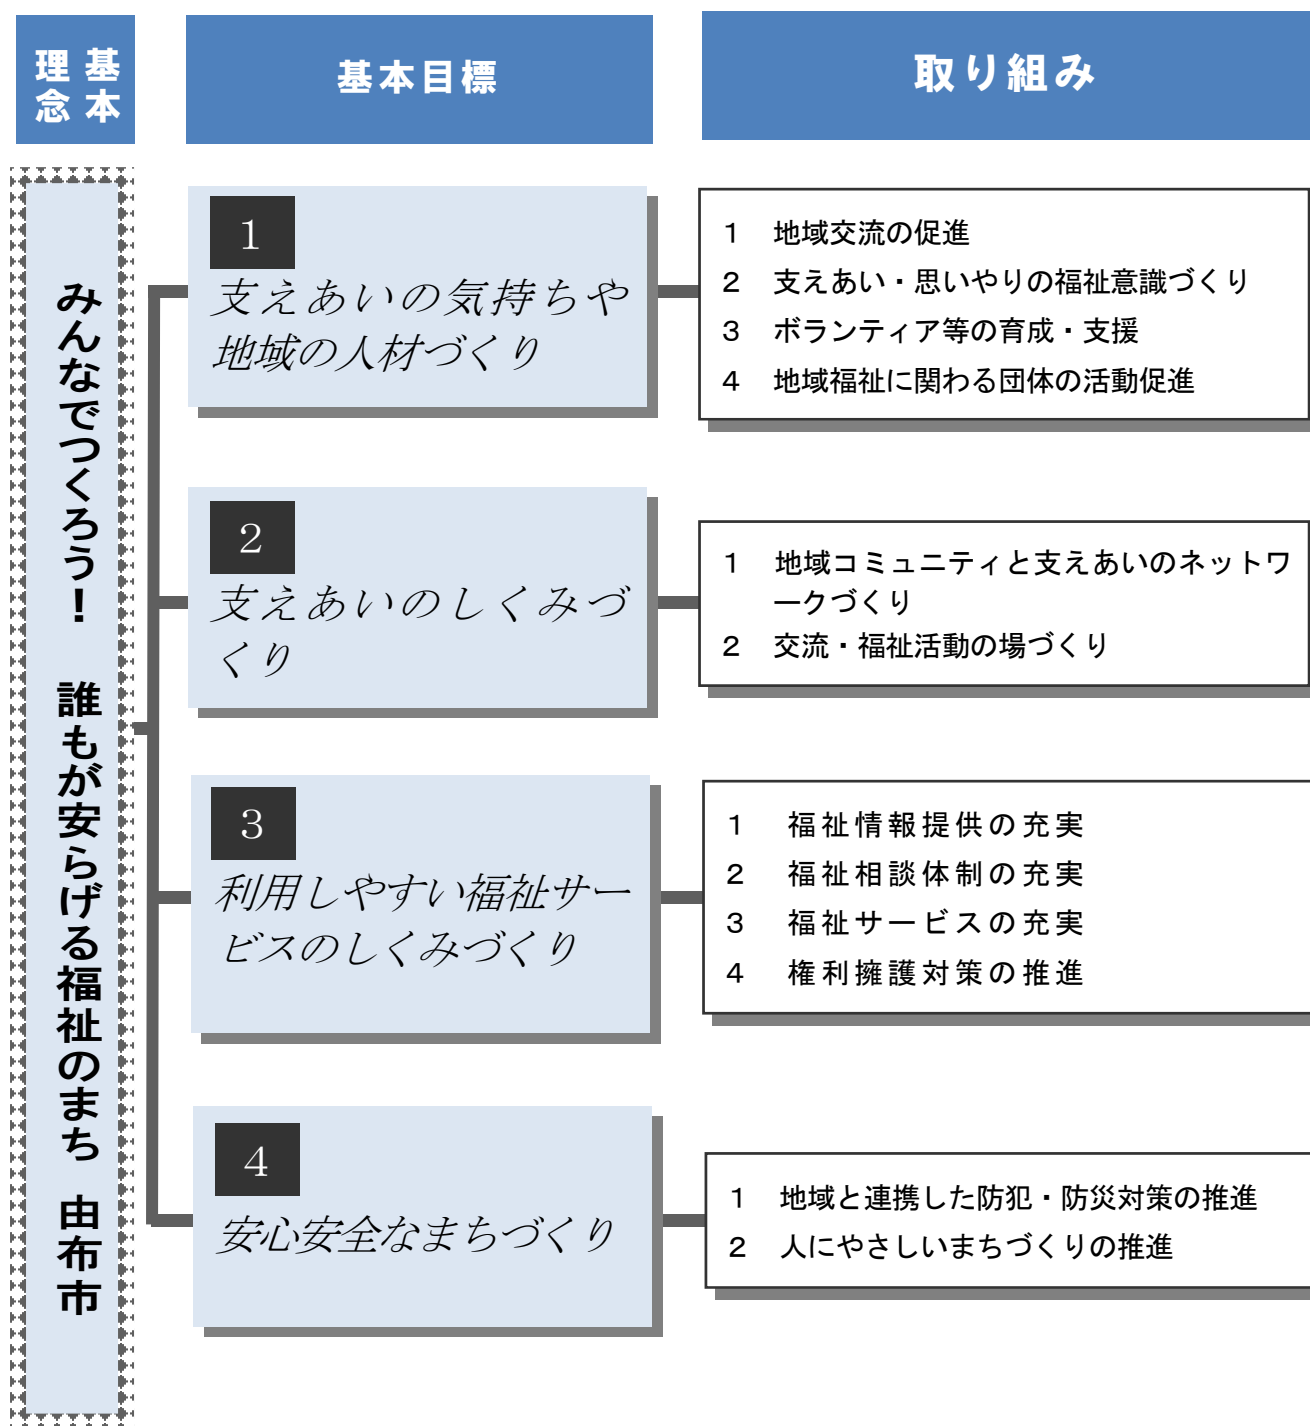 基本理念
基本目標
取り組み
みんなでつくろう！　誰もが安らげる福祉のまち　由布市
1
支えあいの気持ちや
地域の人材づくり
1　地域交流の促進
2　支えあい・思いやりの福祉意識づくり
3　ボランティア等の育成・支援
4　地域福祉に関わる団体の活動促進
2
支えあいのしくみづ
くり
1　地域コミュニティと支えあいのネットワ
ークづくり
2　交流・福祉活動の場づくり
3
利用しやすい福祉サー
ビスのしくみづくり
1　福祉情報提供の充実
2　福祉相談体制の充実
3　福祉サービスの充実
4　権利擁護対策の推進
4
安心安全なまちづくり
1　地域と連携した防犯・防災対策の推進
2　人にやさしいまちづくりの推進